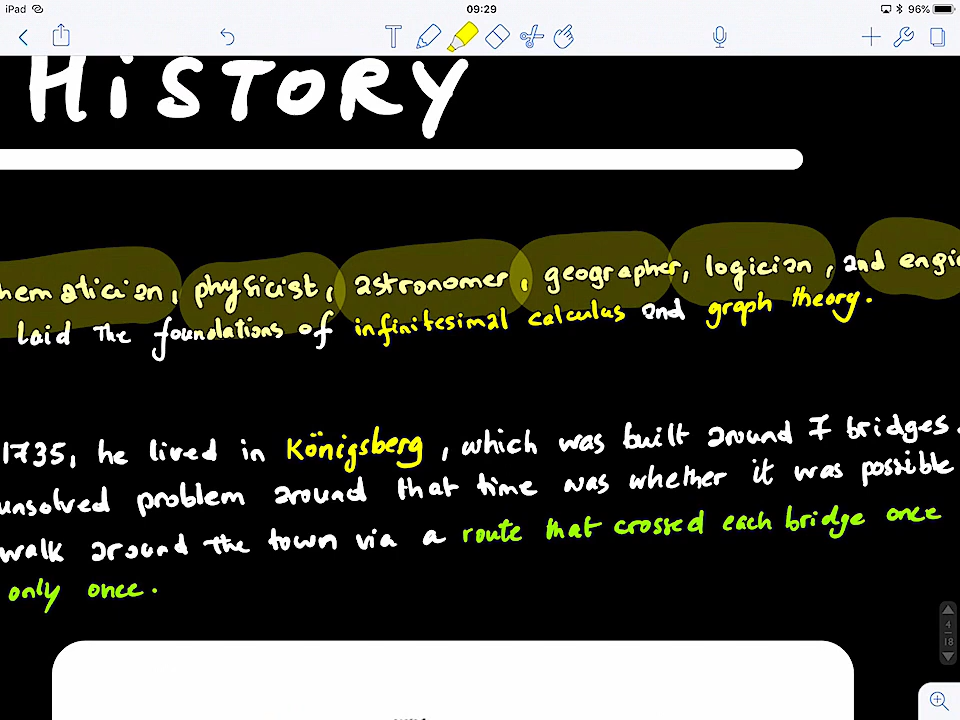 iPad 09:29 96%
HiSTORY
hematician, physicist, astronomer, geographer, logician, and engi
laid the foundations of infinitesimal calculus and graph theory.
1735, he lived in Königsberg, which was built around 7 bridges.
unsolved problem around that time was whether it was possible
walk around the town via a route that crossed each bridge once
only once.
4
18